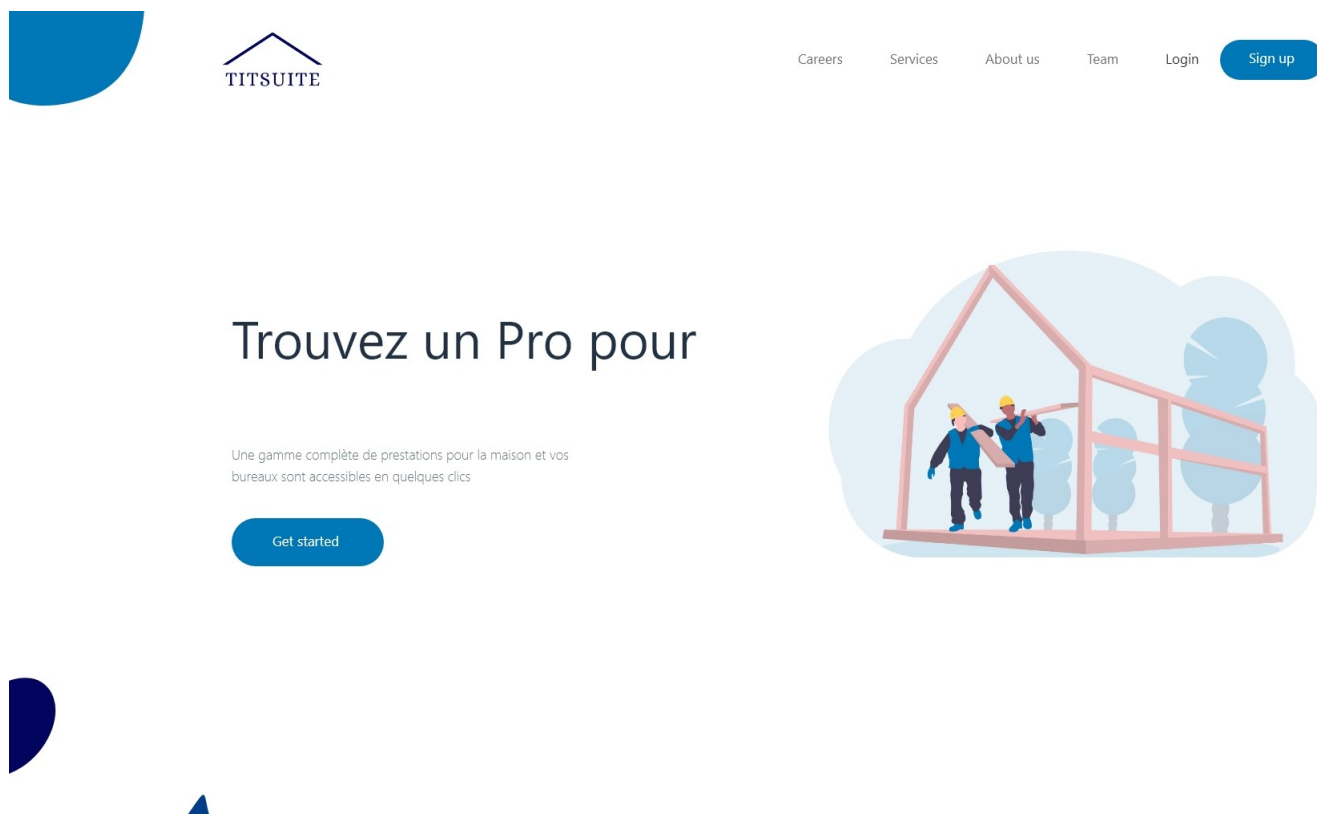 TITSUITE
Careers Services About us Team Login Sign up
Trouvez un Pro pour
Une gamme complète de prestations pour la maison et vos
bureaux sont accessibles en quelques clics
Get started